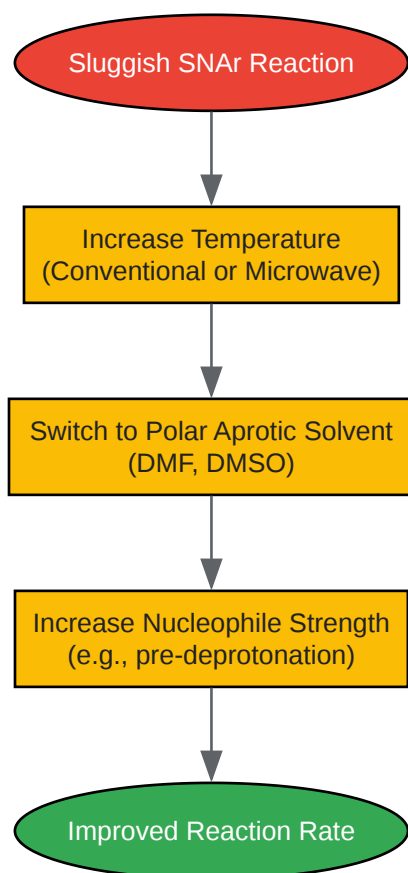 Sluggish SNAr Reaction
Increase Temperature
(Conventional or Microwave)
Switch to Polar Aprotic Solvent
(DMF, DMSO)
Increase Nucleophile Strength
(e.g., pre-deprotonation)
Improved Reaction Rate